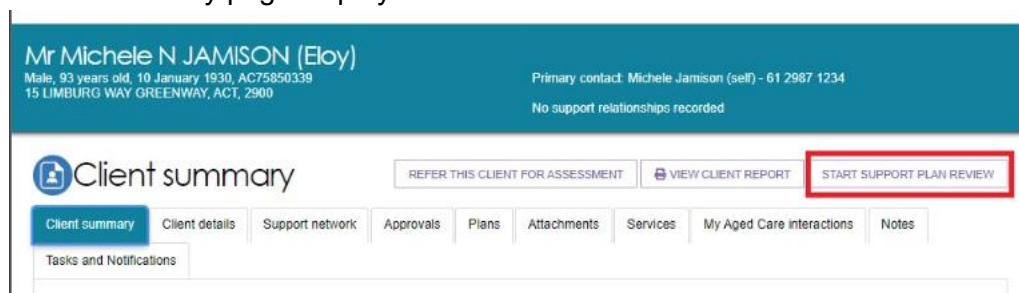 Mr Michele N JAMISON (Eloy)
Male, 93 years old, 10 January 1930, AC75850339
15 LIMBURG WAY GREENWAY, ACT, 2900
Primary contact: Michele Jamison (self) - 61 2987 1234
No support relationships recorded
Client summary
REFER THIS CLIENT FOR ASSESSMENT
VIEW CLIENT REPORT
START SUPPORT PLAN REVIEW
Client summary
Client details
Support network
Approvals
Plans
Attachments
Services
My Aged Care interactions
Notes
Tasks and Notifications